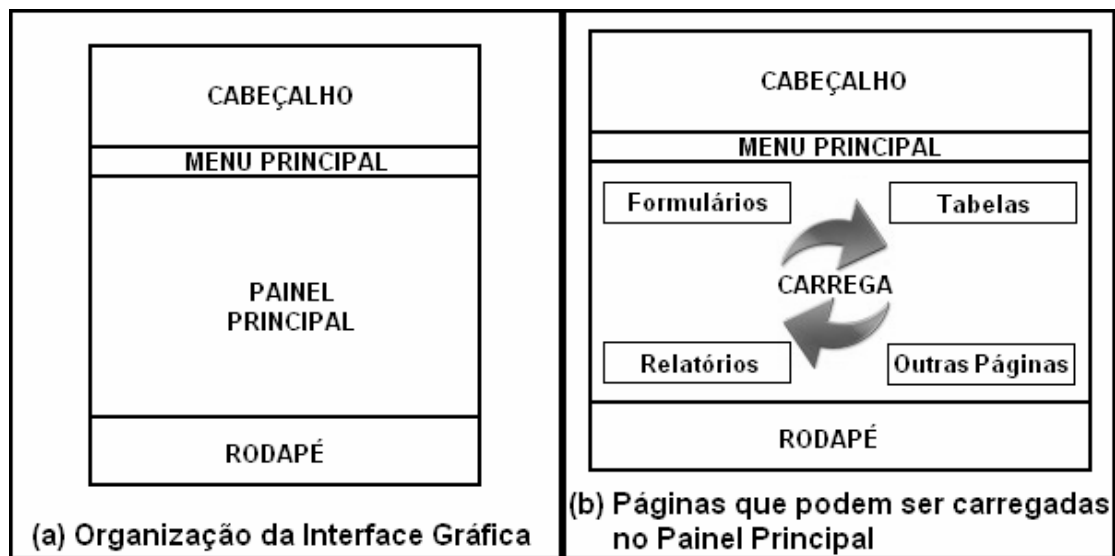 CABEÇALHO
MENU PRINCIPAL
PAINEL
PRINCIPAL
RODAPÉ
(a) Organização da Interface Gráfica
CABEÇALHO
MENU PRINCIPAL
Formulários
Tabelas
CARREGA
Relatórios
Outras Páginas
RODAPÉ
(b) Páginas que podem ser carregadas
no Painel Principal